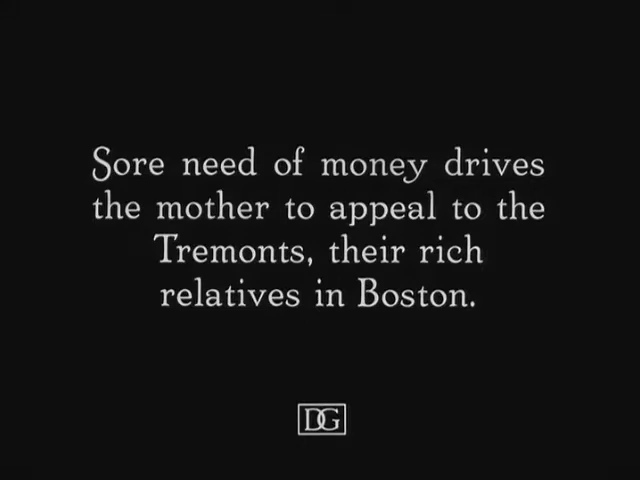 Sore need of money drives
the mother to appeal to the
Tremonts, their rich
relatives in Boston.
DG